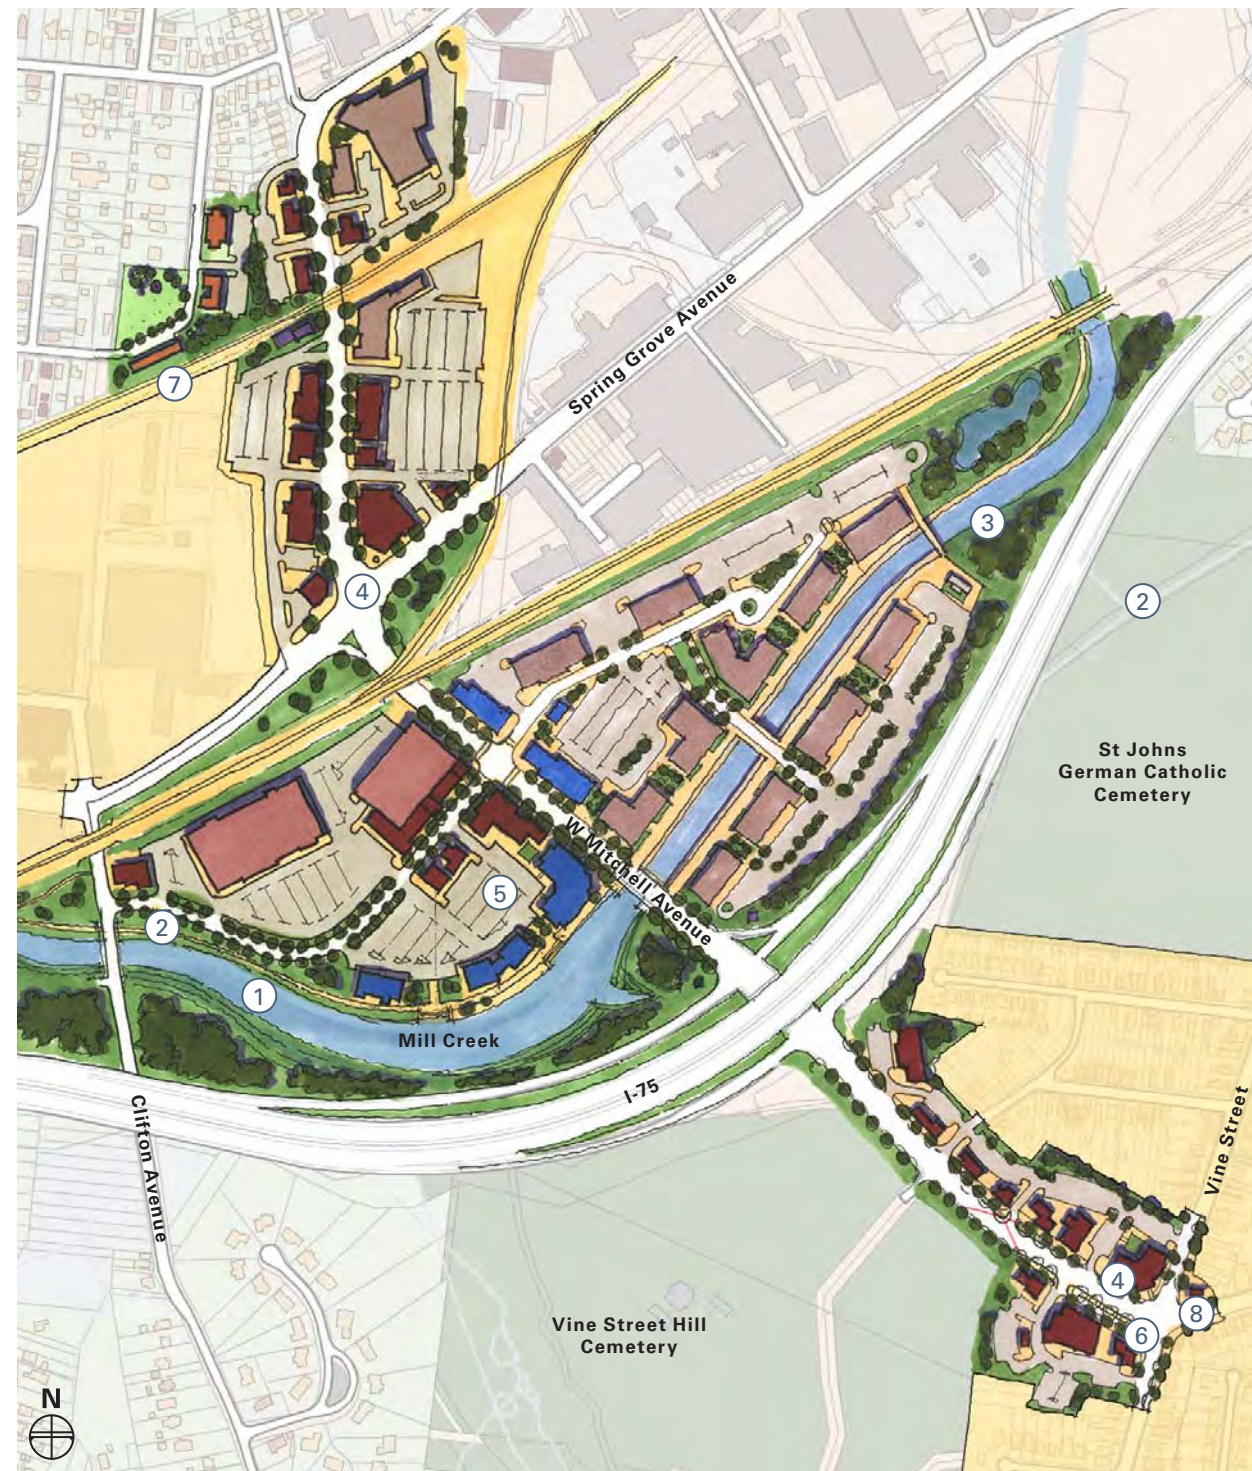 Spring Grove Avenue
7
3
4
2
St Johns
German Catholic
Cemetery
W Mitchell Avenue
5
2
1
Mill Creek
I-75
Clifton Avenue
Vine Street
4
8
6
Vine Street Hill
Cemetery
N